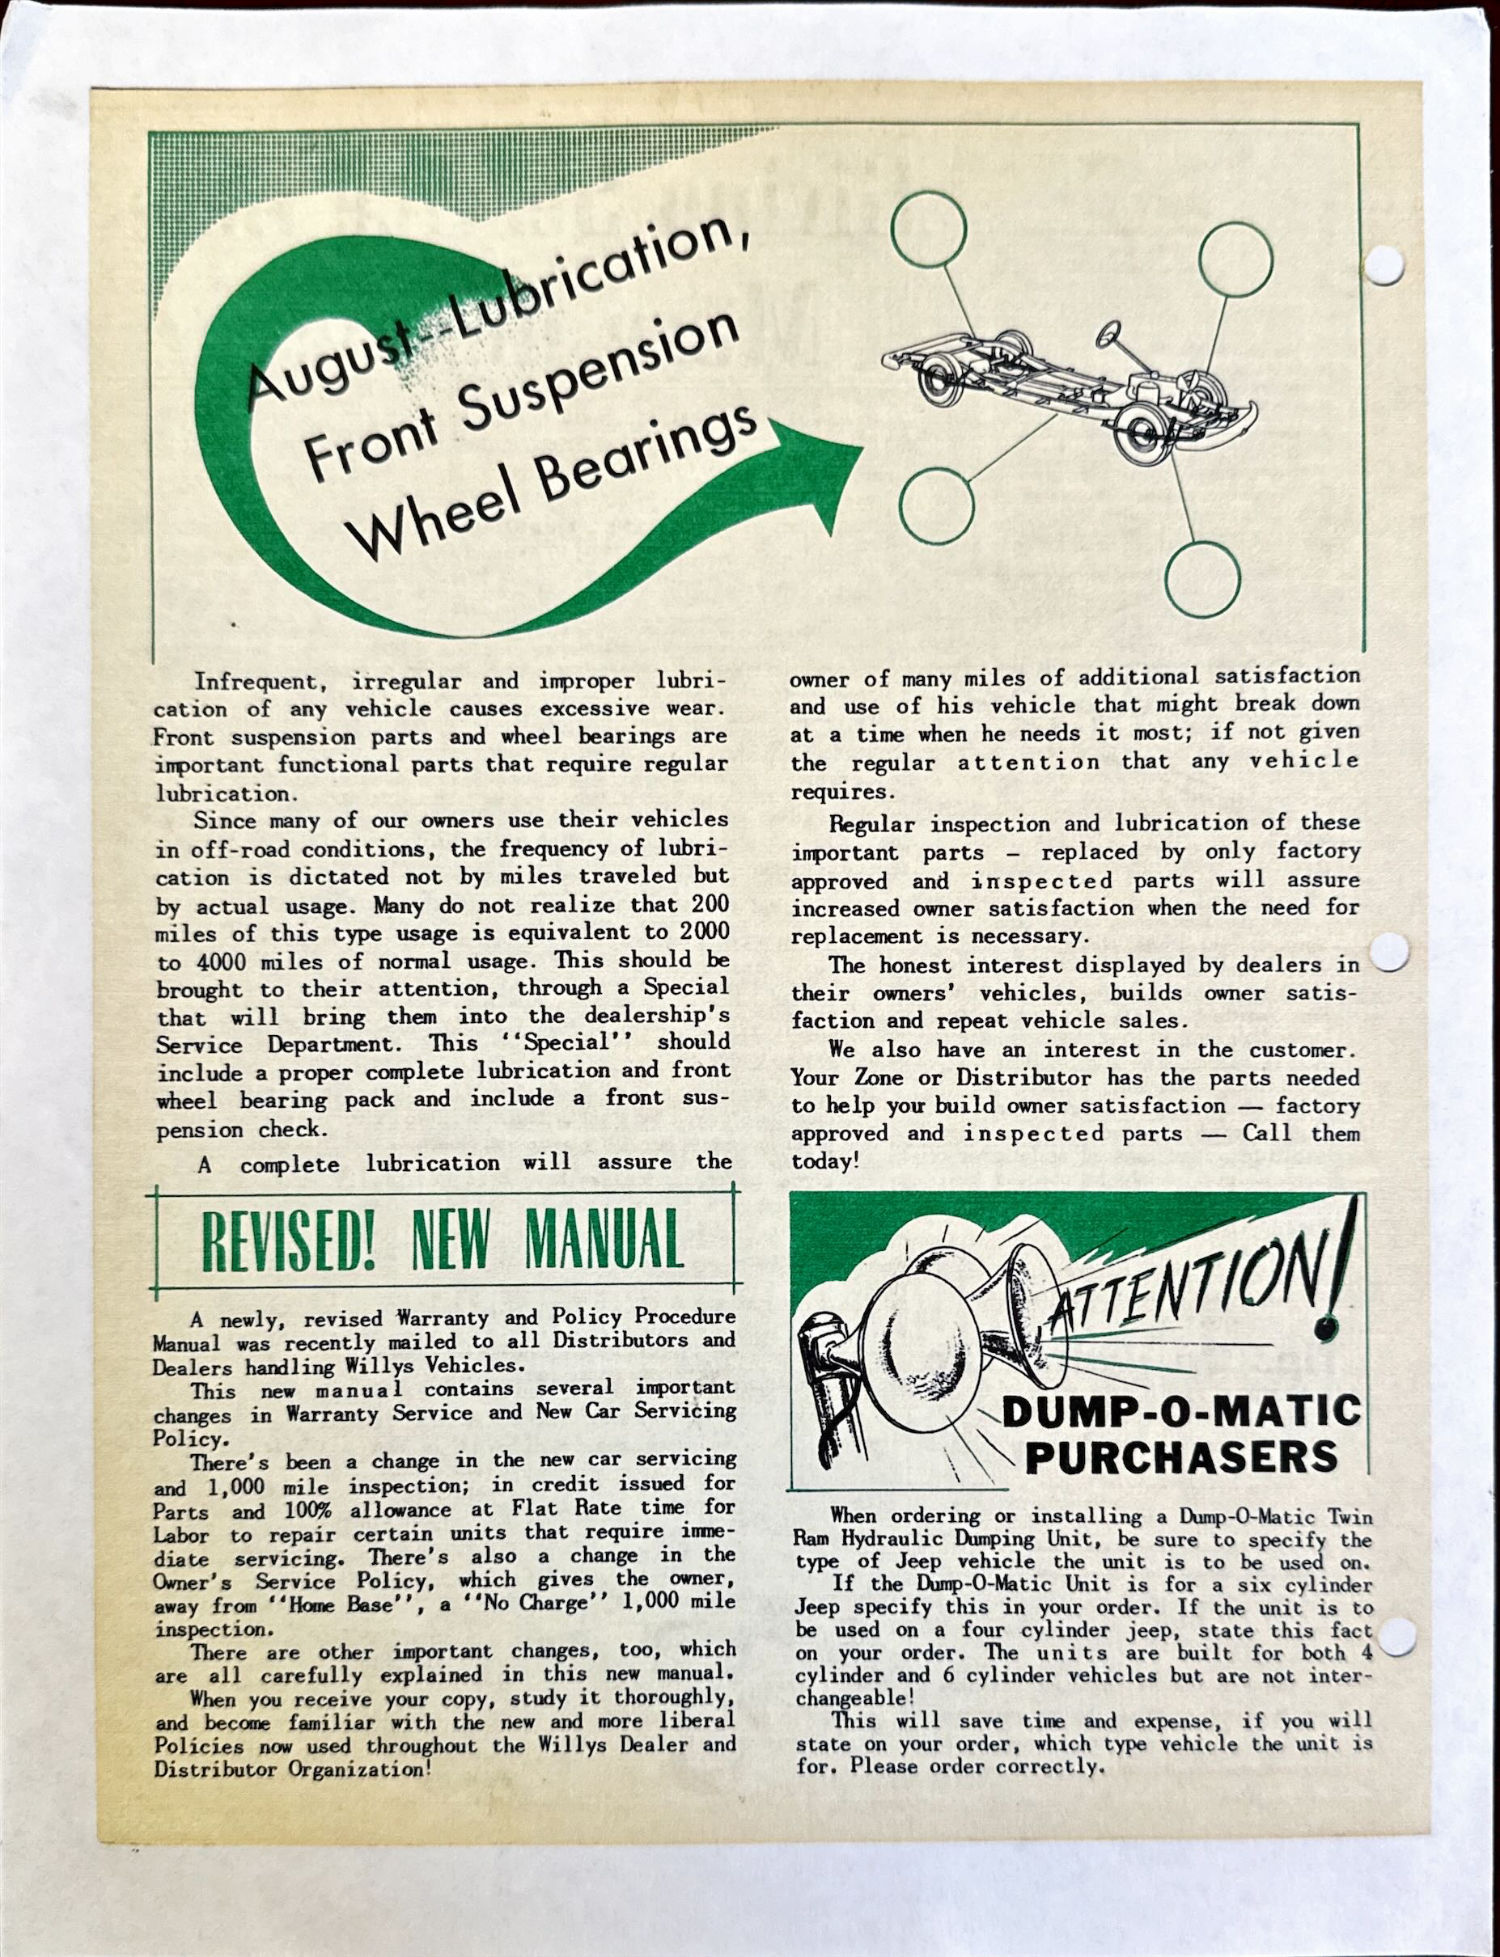 August--Lubrication,
Front Suspension
Wheel Bearings
Infrequent, irregular and improper lubri-
cation of any vehicle causes excessive wear.
Front suspension parts and wheel bearings are
important functional parts that require regular
lubrication.
Since many of our owners use their vehicles
in off-road conditions, the frequency of lubri-
cation is dictated not by miles traveled but
by actual usage. Many do not realize that 200
miles of this type usage is equivalent to 2000
to 4000 miles of normal usage. This should be
brought to their attention, through a Special
that will bring them into the dealership's
Service Department. This ‘‘Special’’ should
include a proper complete lubrication and front
wheel bearing pack and include a front sus-
pension check.
A complete lubrication will assure the
owner of many miles of additional satisfaction
and use of his vehicle that might break down
at a time when he needs it most; if not given
the regular attention that any vehicle
requires.
Regular inspection and lubrication of these
important parts – replaced by only factory
approved and inspected parts will assure
increased owner satisfaction when the need for
replacement is necessary.
The honest interest displayed by dealers in
their owners' vehicles, builds owner satis-
faction and repeat vehicle sales.
We also have an interest in the customer.
Your Zone or Distributor has the parts needed
to help you build owner satisfaction — factory
approved and inspected parts — Call them
today!
REVISED! NEW MANUAL
A newly, revised Warranty and Policy Procedure
Manual was recently mailed to all Distributors and
Dealers handling Willys Vehicles.
This new manual contains several important
changes in Warranty Service and New Car Servicing
Policy.
There's been a change in the new car servicing
and 1,000 mile inspection; in credit issued for
Parts and 100% allowance at Flat Rate time for
Labor to repair certain units that require imme-
diate servicing. There's also a change in the
Owner's Service Policy, which gives the owner,
away from ‘‘Home Base’’, a ‘‘No Charge’’ 1,000 mile
inspection.
There are other important changes, too, which
are all carefully explained in this new manual.
When you receive your copy, study it thoroughly,
and become familiar with the new and more liberal
Policies now used throughout the Willys Dealer and
Distributor Organization!
ATTENTION!
DUMP-O-MATIC
PURCHASERS
When ordering or installing a Dump-O-Matic Twin
Ram Hydraulic Dumping Unit, be sure to specify the
type of Jeep vehicle the unit is to be used on.
If the Dump-O-Matic Unit is for a six cylinder
Jeep specify this in your order. If the unit is to
be used on a four cylinder jeep, state this fact
on your order. The units are built for both 4
cylinder and 6 cylinder vehicles but are not inter-
changeable!
This will save time and expense, if you will
state on your order, which type vehicle the unit is
for. Please order correctly.